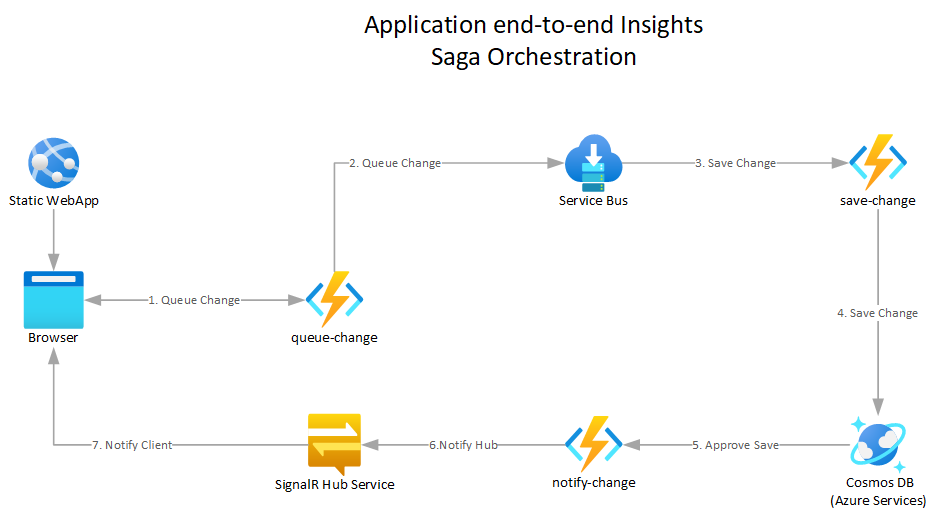 Application end-to-end Insights
Saga Orchestration
2. Queue Change
3. Save Change
Static WebApp
Service Bus
save-change
1. Queue Change
4. Save Change
Browser
queue-change
7. Notify Client
6.Notify Hub
5. Approve Save
SignalR Hub Service
notify-change
Cosmos DB
(Azure Services)